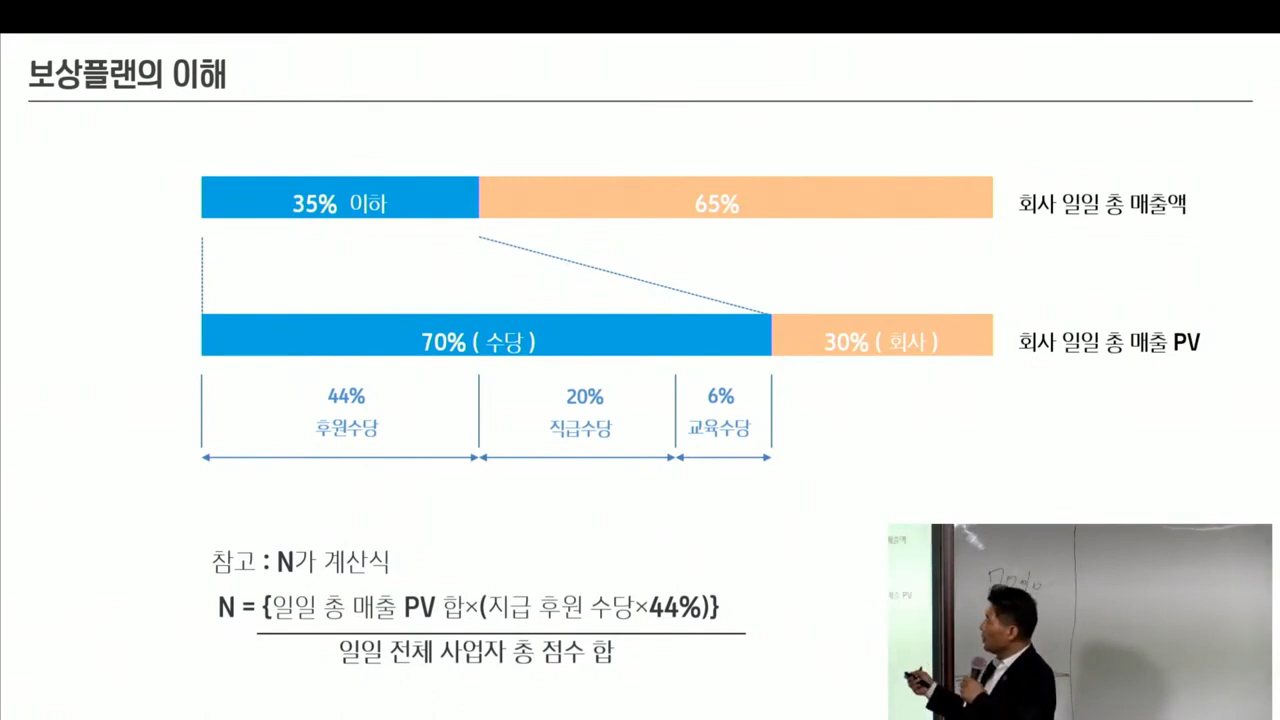 보상플랜의 이해
35% 이하
65%
회사 일일 총 매출액
70% ( 수당 )
30% ( 회사 )
회사 일일 총 매출 PV
44%
20%
6%
후원수당
직급수당
교육수당
참고 : N가 계산식
N = {일일 총 매출 PV 합×(지급 후원 수당×44%)}
일일 전체 사업자 총 점수 합